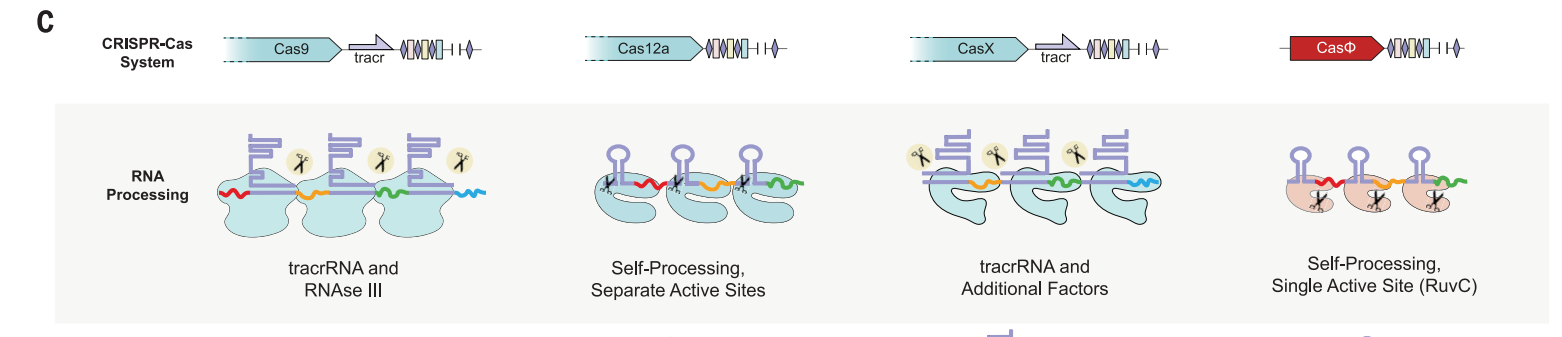 C
CRISPR-Cas
System
Cas9
tracr
Cas12a
CasX
tracr
CasΦ
RNA
Processing
tracrRNA and
RNAse III
Self-Processing,
Separate Active Sites
tracrRNA and
Additional Factors
Self-Processing,
Single Active Site (RuvC)